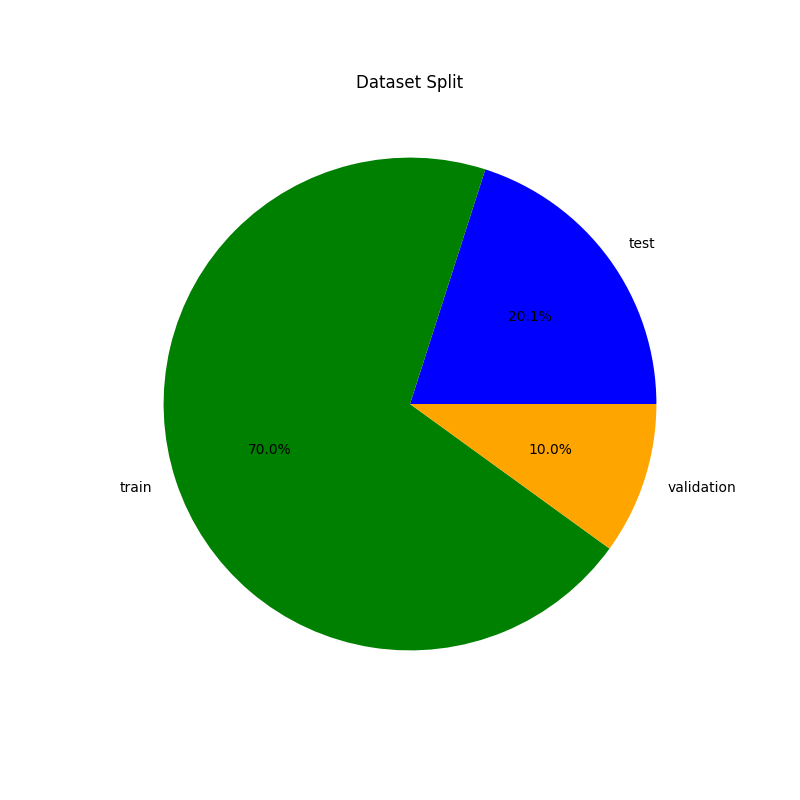 Dataset Split
test
20.1%
70.0%
10.0%
train
validation